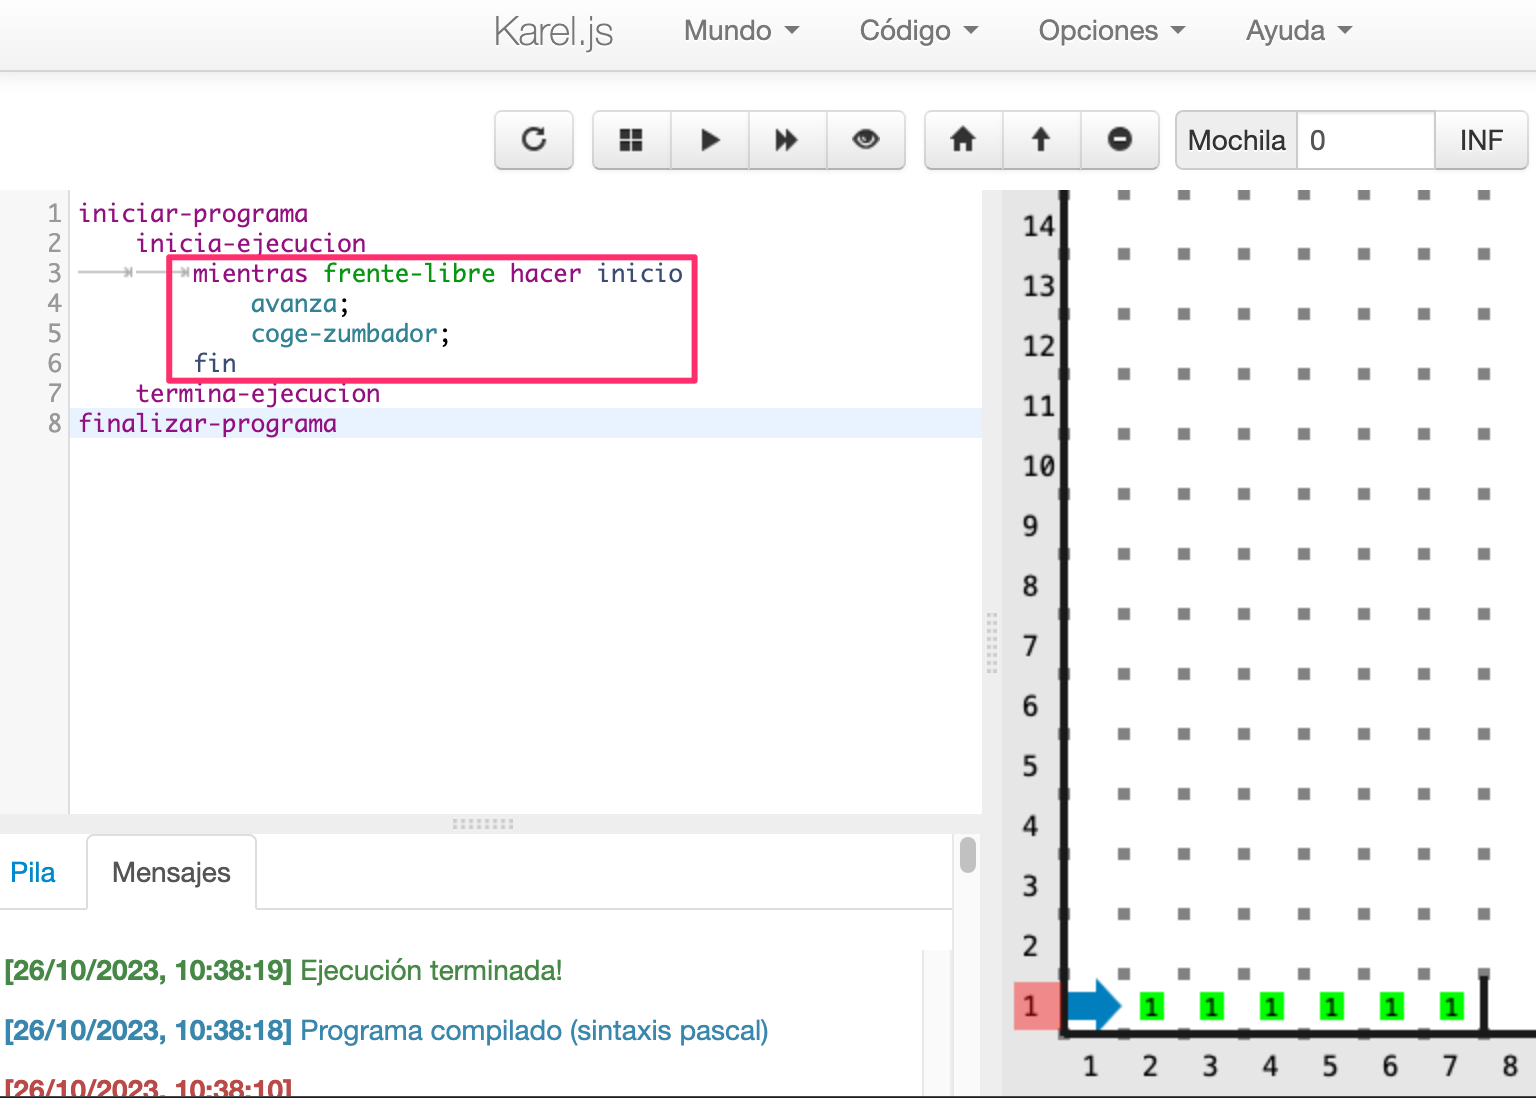 Karel.js Mundo Código Opciones Ayuda
Mochila 0 INF
1 iniciar-programa
2 inicia-ejecucion
3 mientras frente-libre hacer inicio
4 avanza;
5 coge-zumbador;
6 fin
7 termina-ejecucion
8 finalizar-programa
Pila Mensajes
[26/10/2023, 10:38:19] Ejecución terminada!
[26/10/2023, 10:38:18] Programa compilado (sintaxis pascal)
[26/10/2023, 10:38:10]
14
13
12
11
10
9
8
7
6
5
4
3
2
1 1 1 1 1 1 1
1 2 3 4 5 6 7 8